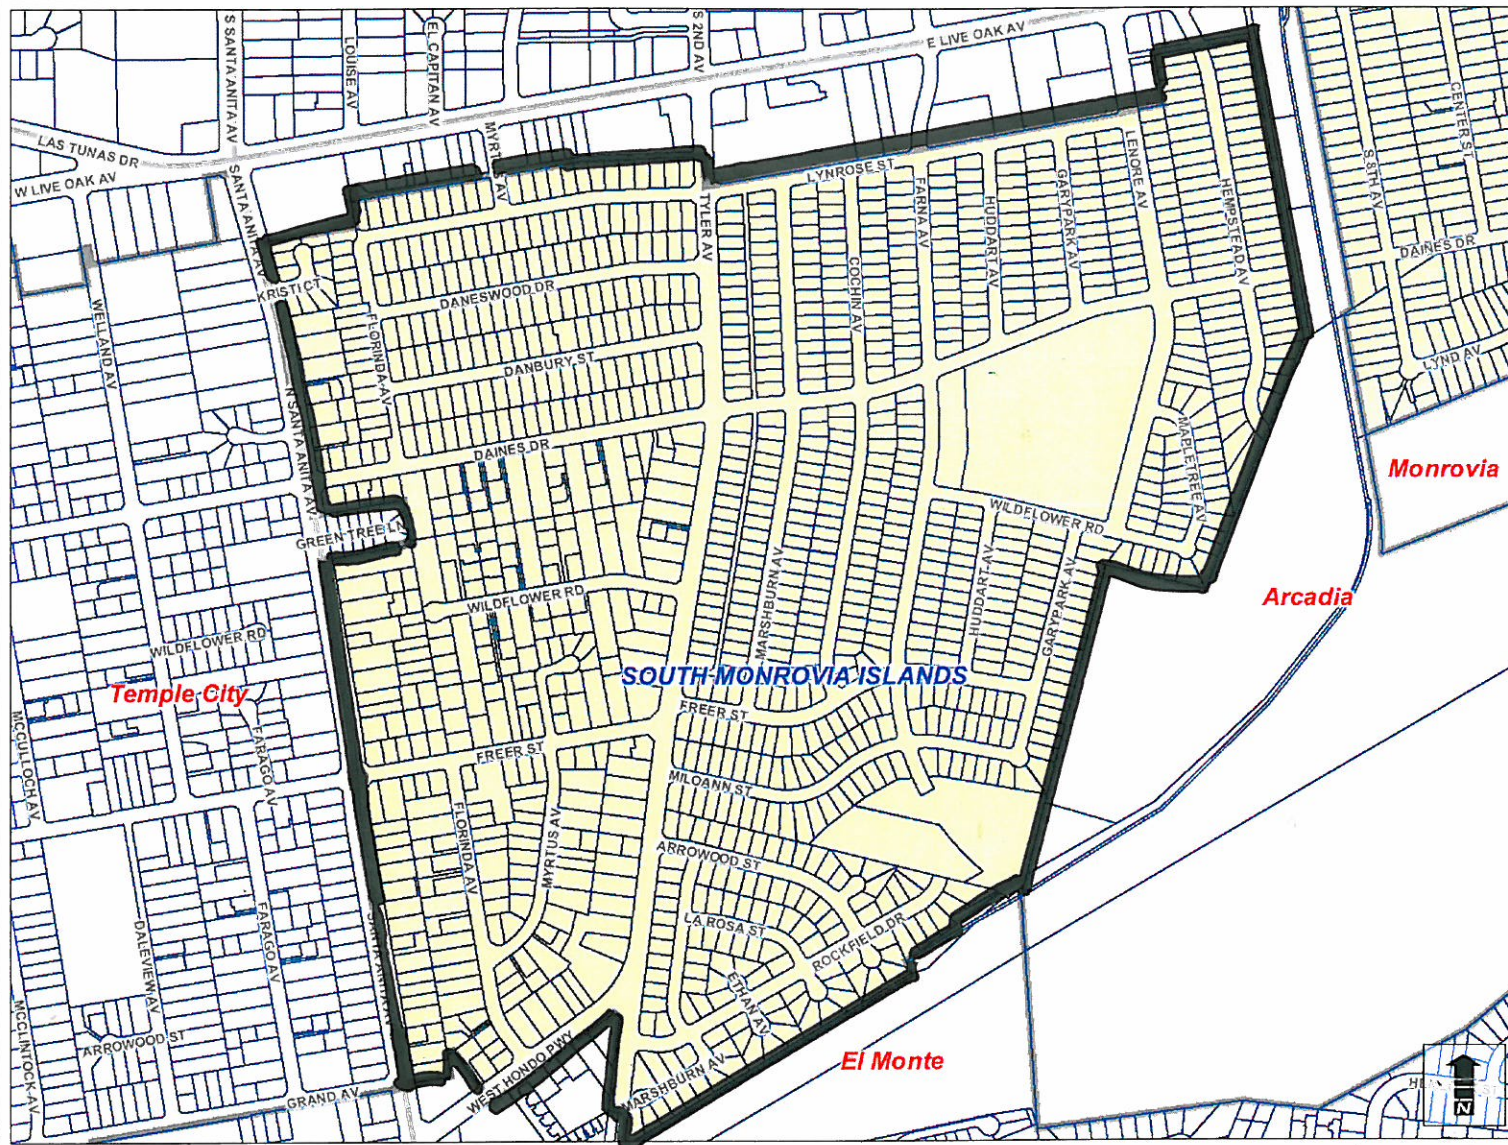 S SANTA ANITA AV
LOUISE AV
EL CAPITAN AV
S 2ND AV
E LIVE OAK AV
LAS TUNAS DR
W LIVE OAK AV
SANTA ANITA AV
MYRTUS AV
TYLER AV
LYNROSE ST
FARNA AV
HUDDART AV
GARYPARK AV
LENORE AV
HEMPSTEAD AV
S 8TH AV
CENTER ST
DAINES DR
LYND AV
KRISTI CT
WELLAND AV
FLORINDA AV
DANESWOOD DR
DANBURY ST
COCHIN AV
N SANTA ANITA AV
DAINES DR
MAPLETREE AV
Monrovia
GREEN TREE LN
WILDFLOWER RD
WILDFLOWER RD
MARSHBURN AV
HUDDART AV
GARYPARK AV
Arcadia
WILDFLOWER RD
Temple City
SOUTH MONROVIA ISLANDS
MCCULLOCH AV
FARAGO AV
FREER ST
FREER ST
MILOANN ST
FLORINDA AV
MYRTUS AV
ARROWOOD ST
DALEVIEW AV
FARAGO AV
SANTA ANITA AV
LA ROSA ST
ROCKFIELD DR
ETHAN AV
MCCLINTOCK AV
ARROWOOD ST
GRAND AV
WEST HONDO PWY
MARSHBURN AV
El Monte
N